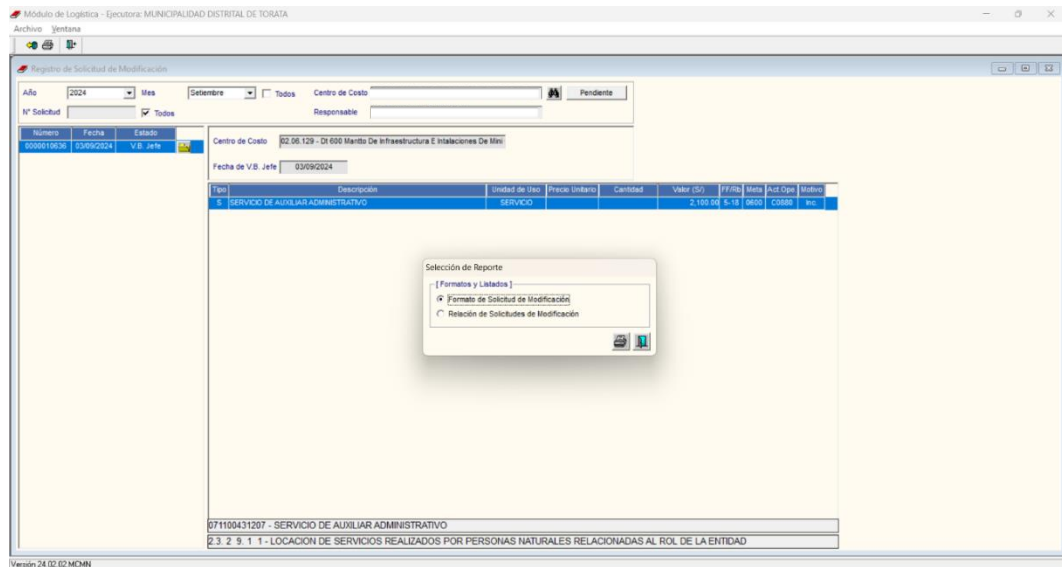 Módulo de Logística - Ejecutora: MUNICIPALIDAD DISTRITAL DE TORATA
Archivo Ventana
Registro de Solicitud de Modificación
Año 2024 Mes Setiembre Todos Centro de Costo Pendiente
N° Solicitud Todos Responsable
Número Fecha Estado
0000010636 03/09/2024 V.B. Jefe
Centro de Costo 02.06.129 - Dt 600 Mantto De Infraestructura E Intalaciones De Mini
Fecha de V.B. Jefe 03/09/2024
Tipo Descripción Unidad de Uso Precio Unitario Cantidad Valor (S/) FF/Rb Meta Act.Ope. Motivo
S SERVICIO DE AUXILIAR ADMINISTRATIVO SERVICIO 2,100.00 5-18 0600 C0880 Inc.
Selección de Reporte
[ Formatos y Listados ]
Formato de Solicitud de Modificación
Relación de Solicitudes de Modificación
071100431207 - SERVICIO DE AUXILIAR ADMINISTRATIVO
2.3. 2 9. 1 1 - LOCACION DE SERVICIOS REALIZADOS POR PERSONAS NATURALES RELACIONADAS AL ROL DE LA ENTIDAD
Versión 24.02.02.MCMN